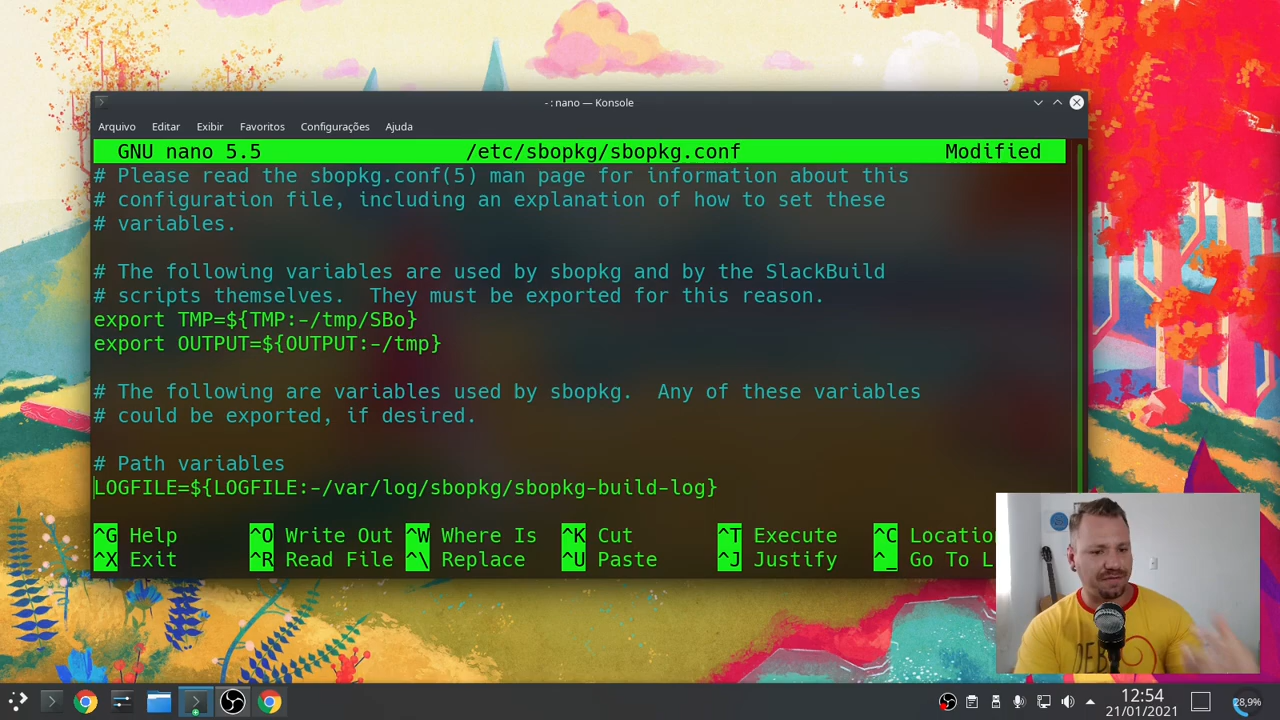 - : nano — Konsole
Arquivo Editar Exibir Favoritos Configurações Ajuda
GNU nano 5.5 /etc/sbopkg/sbopkg.conf Modified
# Please read the sbopkg.conf(5) man page for information about this
# configuration file, including an explanation of how to set these
# variables.
# The following variables are used by sbopkg and by the SlackBuild
# scripts themselves.  They must be exported for this reason.
export TMP=${TMP:-/tmp/SBo}
export OUTPUT=${OUTPUT:-/tmp}
# The following are variables used by sbopkg.  Any of these variables
# could be exported, if desired.
# Path variables
LOGFILE=${LOGFILE:-/var/log/sbopkg/sbopkg-build-log}
^G Help ^O Write Out ^W Where Is ^K Cut ^T Execute ^C Location
^X Exit ^R Read File ^\ Replace ^U Paste ^J Justify ^_ Go To L
DEB
12:54
21/01/2021
28,9%